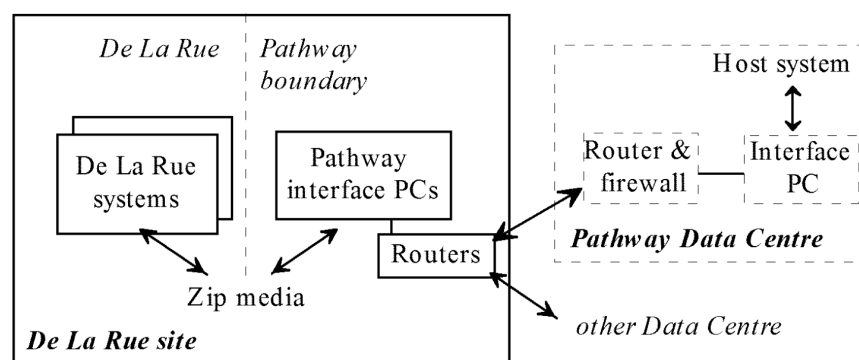 De La Rue
Pathway
boundary
Host system
De La Rue
systems
Pathway
interface PCs
Router &
firewall
Interface
PC
Routers
Pathway Data Centre
Zip media
other Data Centre
De La Rue site